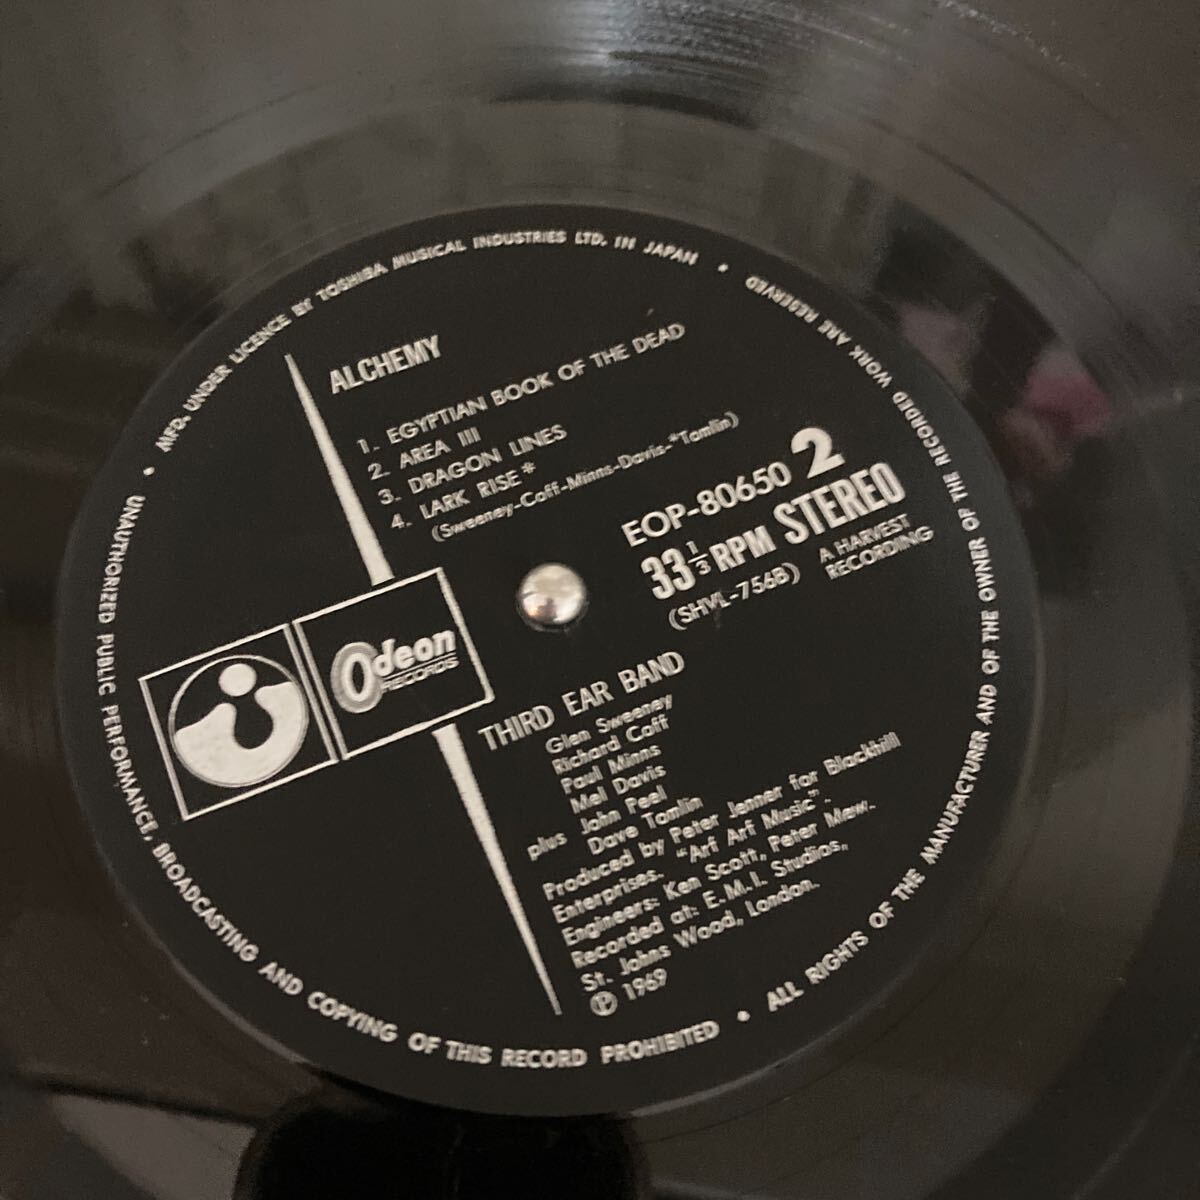 MFD. UNDER LICENCE BY TOSHIBA MUSICAL INDUSTRIES LTD. IN JAPAN •
ALL RIGHTS OF THE MANUFACTURER AND OF THE OWNER OF THE RECORDED WORK ARE RESERVED
• UNAUTHORIZED PUBLIC PERFORMANCE, BROADCASTING AND COPYING OF THIS RECORD PROHIBITED •
ALCHEMY
1. EGYPTIAN BOOK OF THE DEAD
2. AREA III
3. DRAGON LINES
4. LARK RISE*
(Sweeney-Coff-Minns-Davis-*Tomlin)
EOP-80650 2
33 1/3 RPM STEREO
(SHVL-756B)
A HARVEST
RECORDING
Odeon
RECORDS
THIRD EAR BAND
Glen Sweeney
Richard Coff
Paul Minns
Mel Davis
plus John Peel
Dave Tomlin
Produced by Peter Jenner for Blackhill
Enterprises. "Arf Arf Music".
Engineers: Ken Scott, Peter Mew.
Recorded at: E.M.I. Studios,
St. Johns Wood, London.
℗ 1969